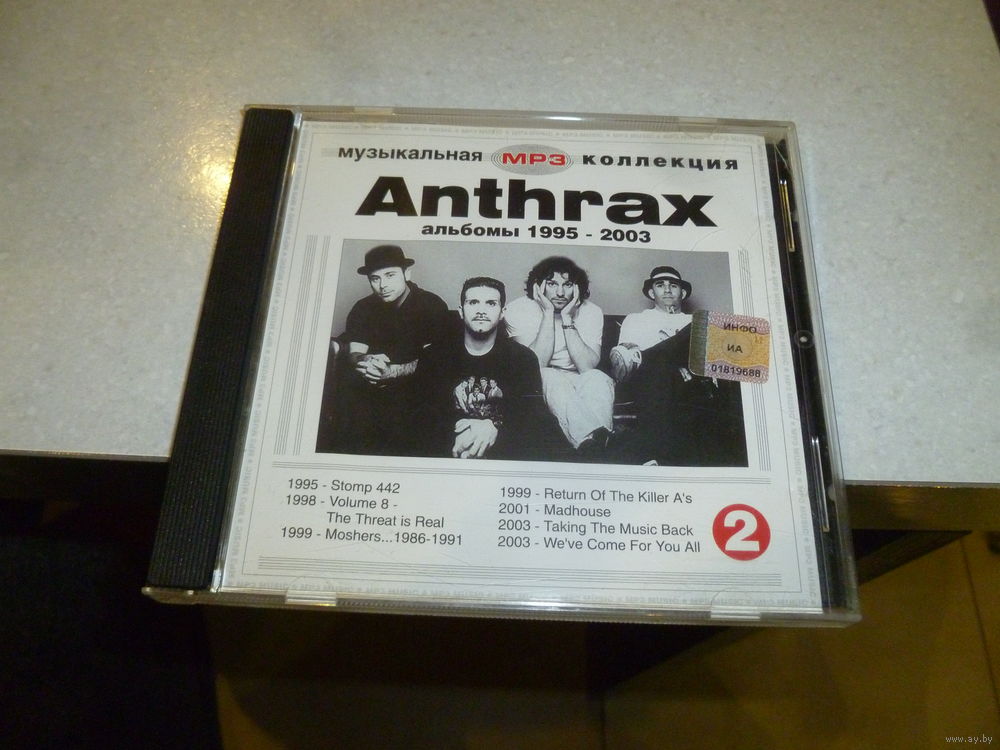 музыкальная MP3 коллекция
Anthrax
альбомы 1995 - 2003
ИНФО
ИА
01819688
1995 - Stomp 442
1998 - Volume 8 -
The Threat is Real
1999 - Moshers...1986-1991
1999 - Return Of The Killer A's
2001 - Madhouse
2003 - Taking The Music Back
2003 - We've Come For You All
2
www.ay.by